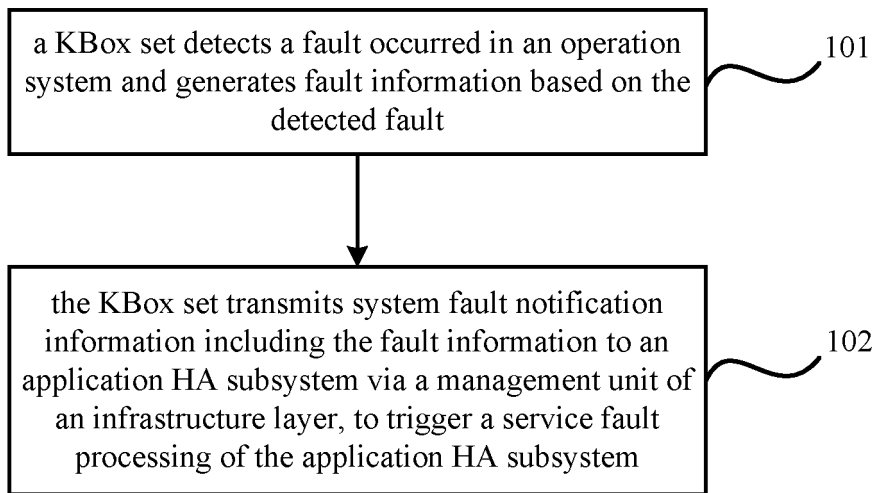 a KBox set detects a fault occurred in an operation
system and generates fault information based on the
detected fault
101
the KBox set transmits system fault notification
information including the fault information to an
application HA subsystem via a management unit of
an infrastructure layer, to trigger a service fault
processing of the application HA subsystem
102